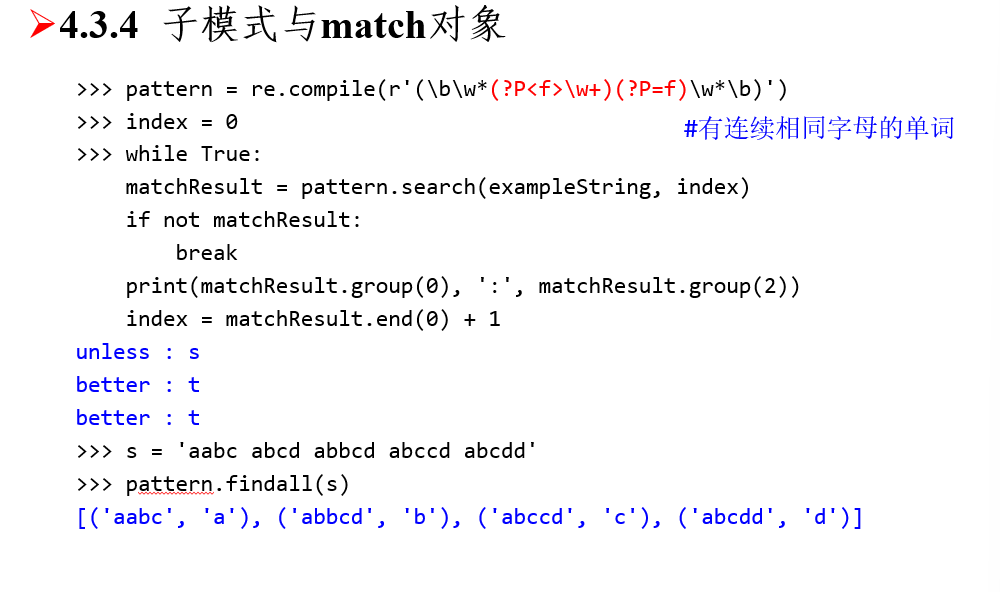 ➢4.3.4 子模式与match对象
>>> pattern = re.compile(r'(\b\w*(?P<f>\w+)(?P=f)\w*\b)')
>>> index = 0
#有连续相同字母的单词
>>> while True:
    matchResult = pattern.search(exampleString, index)
    if not matchResult:
        break
    print(matchResult.group(0), ':', matchResult.group(2))
    index = matchResult.end(0) + 1
unless : s
better : t
better : t
>>> s = 'aabc abcd abbcd abccd abcdd'
>>> pattern.findall(s)
[('aabc', 'a'), ('abbcd', 'b'), ('abccd', 'c'), ('abcdd', 'd')]